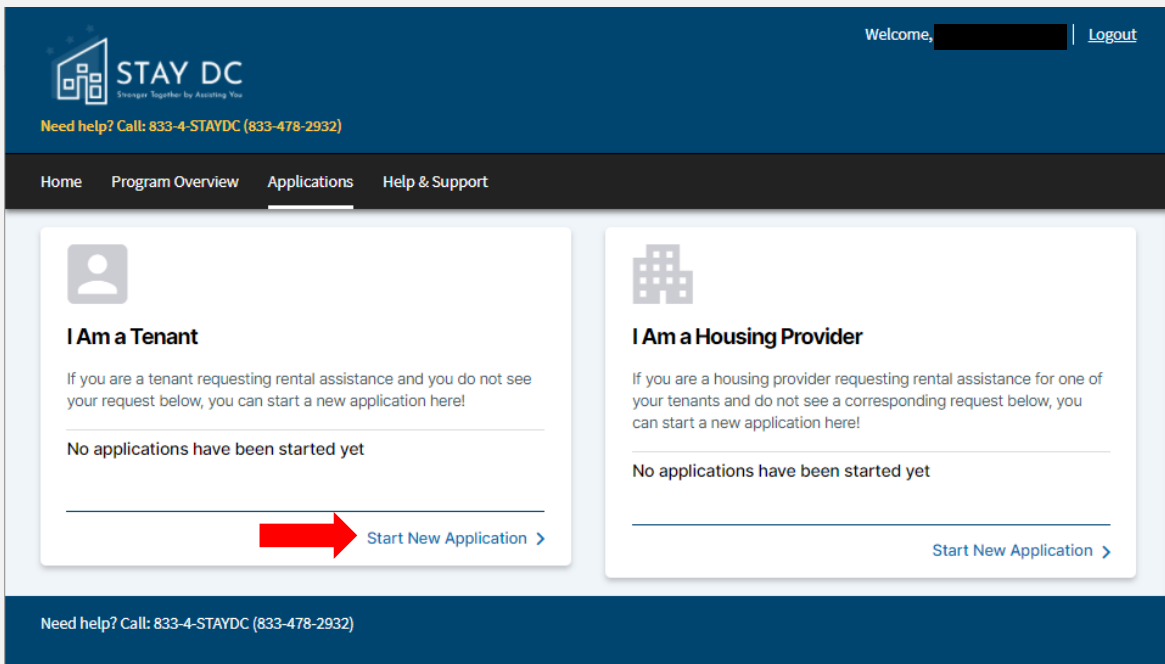 Welcome, Logout
STAY DC
Stronger Together by Assisting You
Need help? Call: 833-4-STAYDC (833-478-2932)
Home Program Overview Applications Help & Support
I Am a Tenant
If you are a tenant requesting rental assistance and you do not see
your request below, you can start a new application here!
No applications have been started yet
Start New Application >
I Am a Housing Provider
If you are a housing provider requesting rental assistance for one of
your tenants and do not see a corresponding request below, you
can start a new application here!
No applications have been started yet
Start New Application >
Need help? Call: 833-4-STAYDC (833-478-2932)